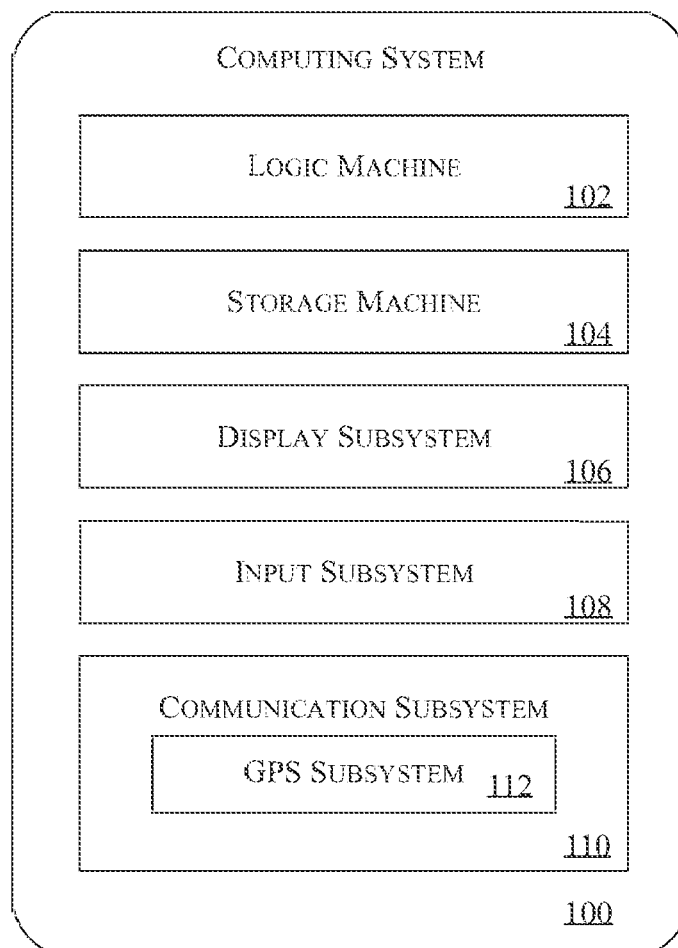 COMPUTING SYSTEM
LOGIC MACHINE
102
STORAGE MACHINE
104
DISPLAY SUBSYSTEM
106
INPUT SUBSYSTEM
108
COMMUNICATION SUBSYSTEM
GPS SUBSYSTEM
112
110
100